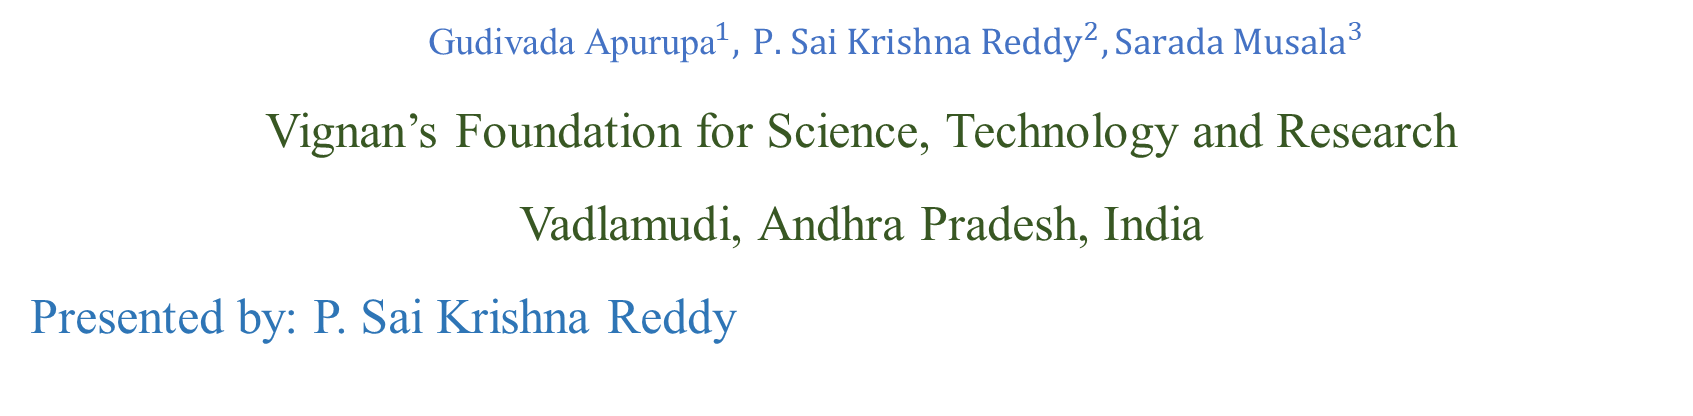 Gudivada Apurupa¹, P. Sai Krishna Reddy², Sarada Musala³
Vignan’s Foundation for Science, Technology and Research
Vadlamudi, Andhra Pradesh, India
Presented by: P. Sai Krishna Reddy